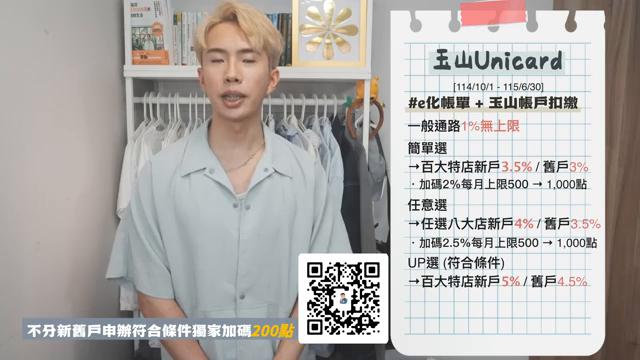 玉山Unicard
[114/10/1 - 115/6/30]
#e化帳單 + 玉山帳戶扣繳
一般通路1%無上限
簡單選
→百大特店新戶3.5% / 舊戶3%
· 加碼2%每月上限500 → 1,000點
任意選
→任選八大店新戶4% / 舊戶3.5%
· 加碼2.5%每月上限500 → 1,000點
UP選 (符合條件)
→百大特店新戶5% / 舊戶4.5%
不分新舊戶申辦符合條件獨家加碼200點